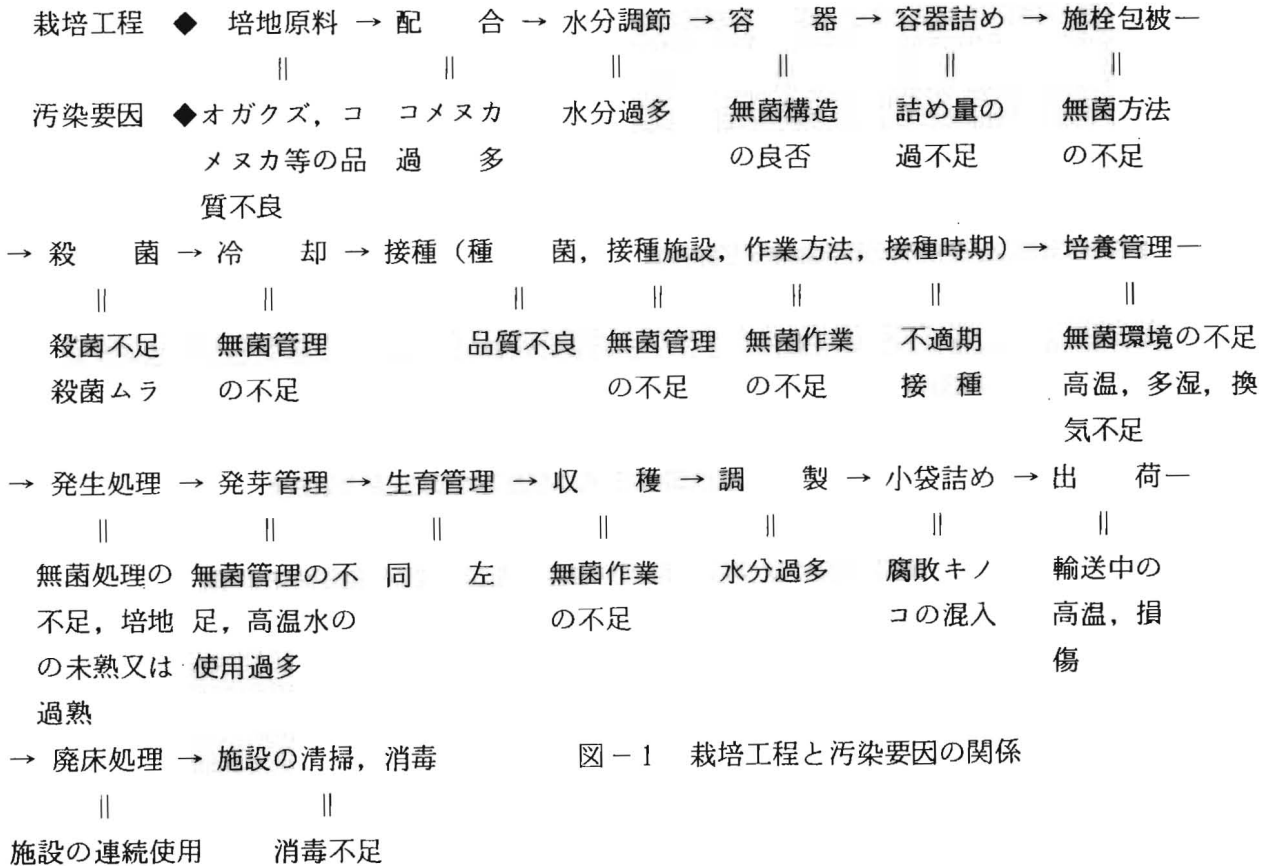 栽培工程 ◆ 培地原料 → 配 合 → 水分調節 → 容 器 → 容器詰め → 施栓包被―
‖ ‖ ‖ ‖ ‖ ‖
汚染要因 ◆オガクズ，コ コメヌカ 水分過多 無菌構造 詰め量の 無菌方法
メヌカ等の品 過 多 の良否 過不足 の不足
質不良
→ 殺 菌 → 冷 却 → 接種（種 菌，接種施設，作業方法，接種時期）→ 培養管理―
‖ ‖ ‖ ‖ ‖ ‖ ‖
殺菌不足 無菌管理 品質不良 無菌管理 無菌作業 不適期 無菌環境の不足
殺菌ムラ の不足 の不足 の不足 接 種 高温，多湿，換
気不足
→ 発生処理 → 発芽管理 → 生育管理 → 収 穫 → 調 製 → 小袋詰め → 出 荷―
‖ ‖ ‖ ‖ ‖ ‖ ‖
無菌処理の 無菌管理の不 同 左 無菌作業 水分過多 腐敗キノ 輸送中の
不足，培地 足，高温水の の不足 コの混入 高温，損
の未熟又は 使用過多 傷
過熟
→ 廃床処理 → 施設の清掃，消毒 図－1 栽培工程と汚染要因の関係
‖ ‖
施設の連続使用 消毒不足